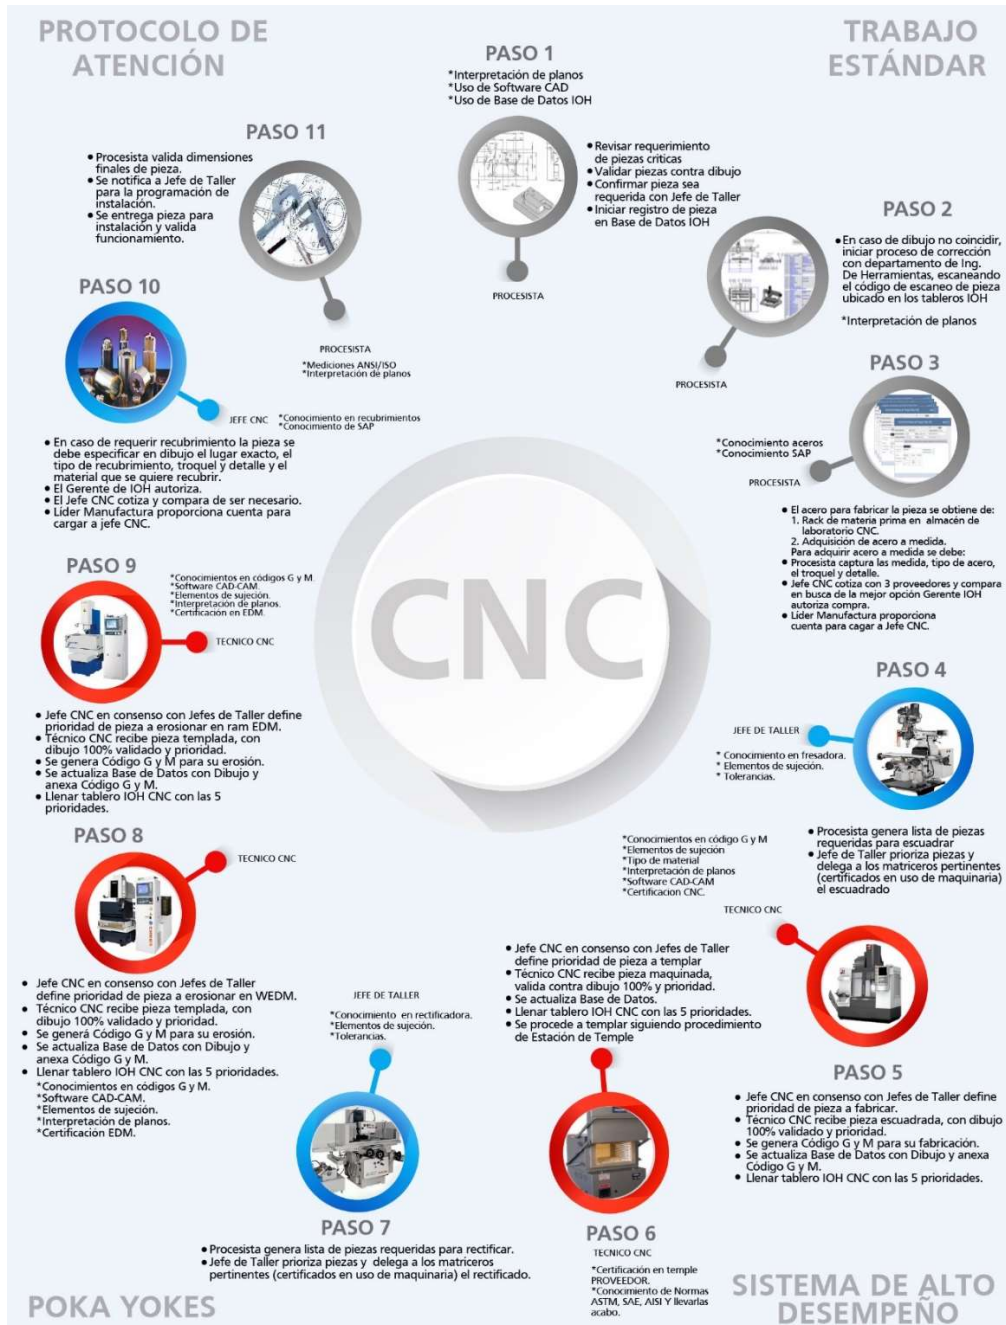 PROTOCOLO DE
ATENCIÓN
TRABAJO
ESTÁNDAR
PASO 1
*Interpretación de planos
*Uso de Software CAD
*Uso de Base de Datos IOH
• Revisar requerimiento
de piezas criticas
• Validar piezas contra dibujo
• Confirmar pieza sea
requerida con Jefe de Taller
• Iniciar registro de pieza
en Base de Datos IOH
PROCESISTA
PASO 2
• En caso de dibujo no coincidir,
iniciar proceso de corrección
con departamento de Ing.
De Herramientas, escaneando
el código de escaneo de pieza
ubicado en los tableros IOH
*Interpretación de planos
PROCESISTA
PASO 3
*Conocimiento aceros
*Conocimiento SAP
PROCESISTA
• El acero para fabricar la pieza se obtiene de:
1. Rack de materia prima en almacén de
laboratorio CNC.
2. Adquisición de acero a medida.
Para adquirir acero a medida se debe:
• Procesista captura las medida, tipo de acero,
el troquel y detalle.
• Jefe CNC cotiza con 3 proveedores y compara
en busca de la mejor opción Gerente IOH
autoriza compra.
• Líder Manufactura proporciona
cuenta para cagar a Jefe CNC.
PASO 4
JEFE DE TALLER
* Conocimiento en fresadora.
* Elementos de sujeción.
* Tolerancias.
• Procesista genera lista de piezas
requeridas para escuadrar
• Jefe de Taller prioriza piezas y
delega a los matriceros pertinentes
(certificados en uso de maquinaria)
el escuadrado
*Conocimientos en código G y M
*Elementos de sujeción
*Tipo de material
*Interpretación de planos
*Software CAD-CAM
*Certificacion CNC.
TECNICO CNC
PASO 5
• Jefe CNC en consenso con Jefes de Taller define
prioridad de pieza a fabricar.
• Técnico CNC recibe pieza escuadrada, con dibujo
100% validado y prioridad.
• Se genera Código G y M para su fabricación.
• Se actualiza Base de Datos con Dibujo y anexa
Código G y M.
• Llenar tablero IOH CNC con las 5 prioridades.
• Jefe CNC en consenso con Jefes de Taller
define prioridad de pieza a templar
• Técnico CNC recibe pieza maquinada,
valida contra dibujo 100% y prioridad.
• Se actualiza Base de Datos.
• Llenar tablero IOH CNC con las 5 prioridades.
• Se procede a templar siguiendo procedimiento
de Estación de Temple
PASO 6
TECNICO CNC
*Certificación en temple
PROVEEDOR.
*Conocimiento de Normas
ASTM, SAE, AISI Y llevarlas
acabo.
JEFE DE TALLER
*Conocimiento en rectificadora.
*Elementos de sujeción.
*Tolerancias.
PASO 7
• Procesista genera lista de piezas requeridas para rectificar.
• Jefe de Taller prioriza piezas y delega a los matriceros
pertinentes (certificados en uso de maquinaria) el rectificado.
PASO 8
TECNICO CNC
• Jefe CNC en consenso con Jefes de Taller
define prioridad de pieza a erosionar en WEDM.
• Técnico CNC recibe pieza templada, con
dibujo 100% validado y prioridad.
• Se generá Código G y M para su erosión.
• Se actualiza Base de Datos con Dibujo y
anexa Código G y M.
• Llenar tablero IOH CNC con las 5 prioridades.
*Conocimientos en códigos G y M.
*Software CAD-CAM.
*Elementos de sujeción.
*Interpretación de planos.
*Certificación EDM.
PASO 9
*Conocimientos en códigos G y M.
*Software CAD-CAM.
*Elementos de sujeción.
*Interpretación de planos.
*Certificación en EDM.
TECNICO CNC
• Jefe CNC en consenso con Jefes de Taller define
prioridad de pieza a erosionar en ram EDM.
• Técnico CNC recibe pieza templada, con
dibujo 100% validado y prioridad.
• Se genera Código G y M para su erosión.
• Se actualiza Base de Datos con Dibujo y
anexa Código G y M.
• Llenar tablero IOH CNC con las 5
prioridades.
PASO 10
JEFE CNC
*Conocimiento en recubrimientos
*Conocimiento de SAP
• En caso de requerir recubrimiento la pieza se
debe especificar en dibujo el lugar exacto, el
tipo de recubrimiento, troquel y detalle y el
material que se quiere recubrir.
• El Gerente de IOH autoriza.
• El Jefe CNC cotiza y compara de ser necesario.
• Líder Manufactura proporciona cuenta para
cargar a jefe CNC.
PASO 11
• Procesista valida dimensiones
finales de pieza.
• Se notifica a Jefe de Taller
para la programación de
instalación.
• Se entrega pieza para
instalación y valida
funcionamiento.
PROCESISTA
*Mediciones ANSI/ISO
*Interpretación de planos
CNC
POKA YOKES
SISTEMA DE ALTO
DESEMPEÑO